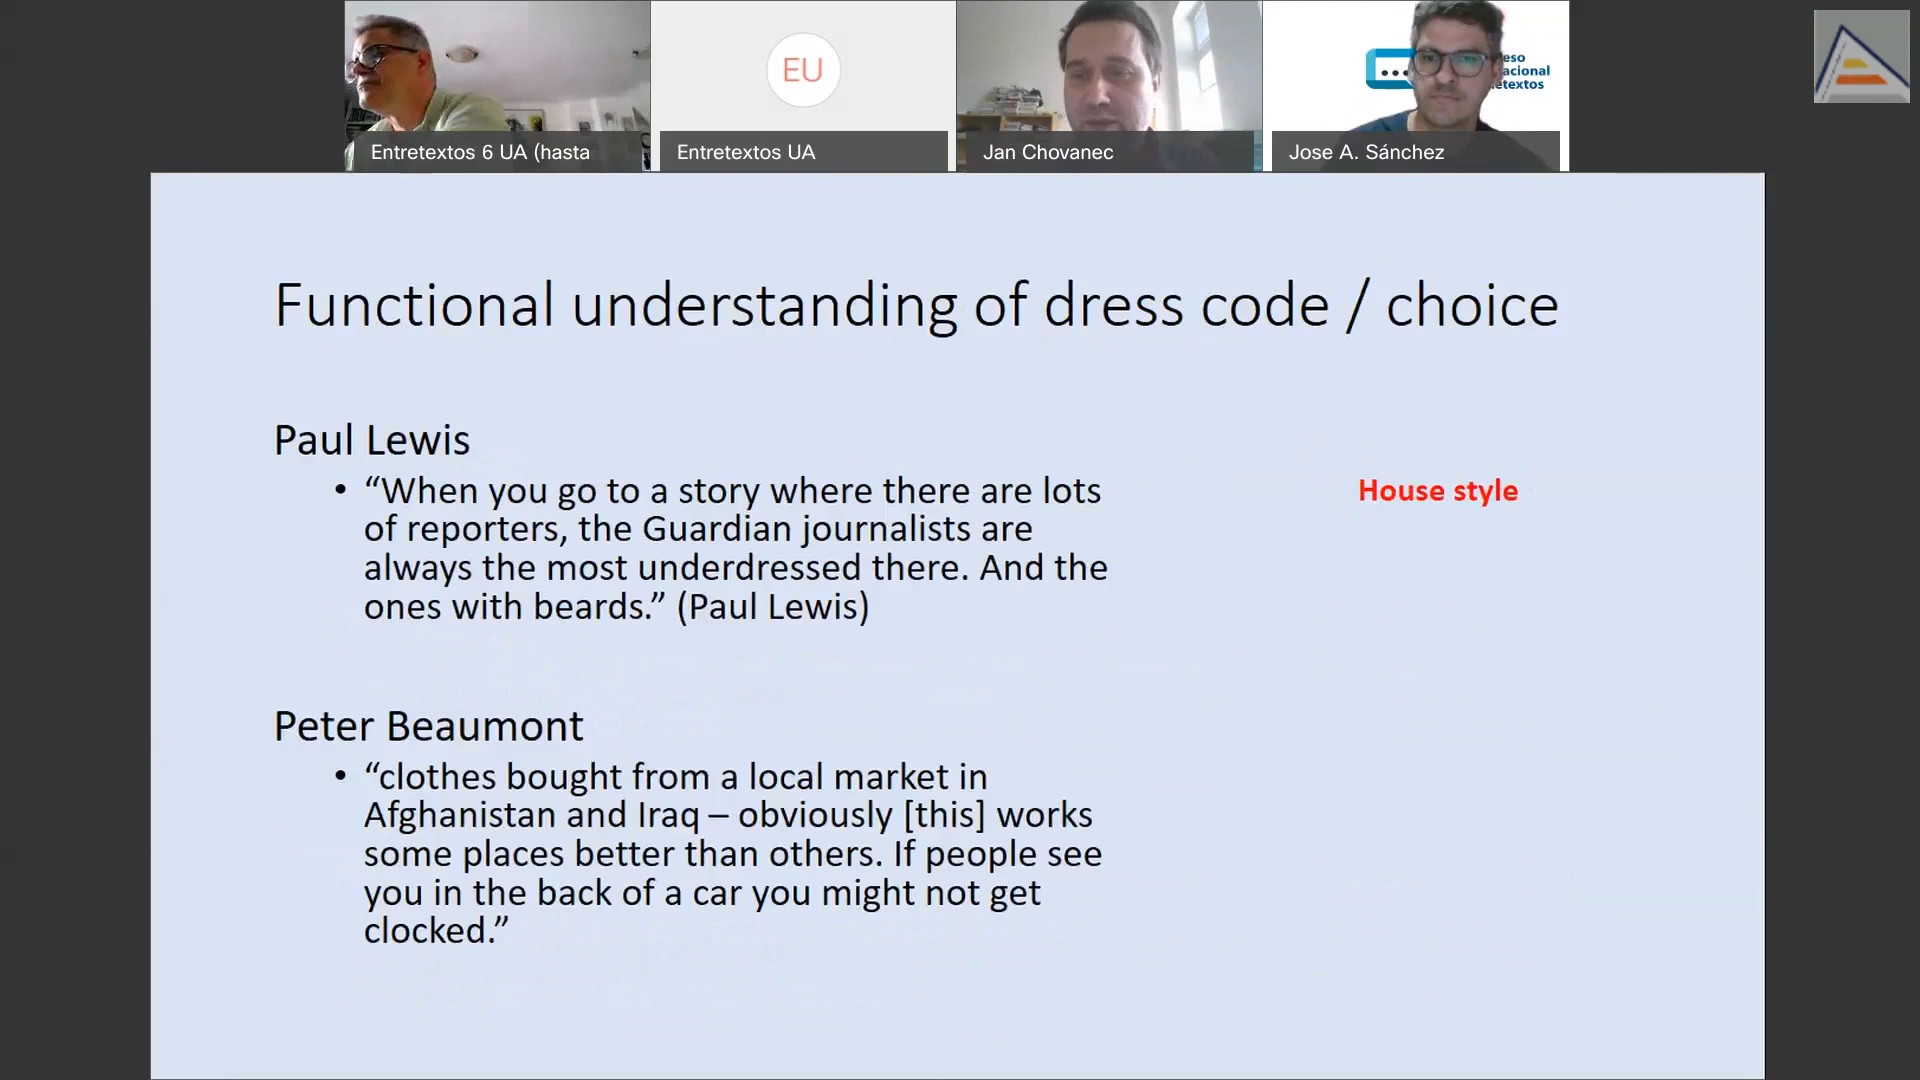 EU
...
eso
acional
etextos
Entretextos 6 UA (hasta
Entretextos UA
Jan Chovanec
Jose A. Sánchez
Functional understanding of dress code / choice
Paul Lewis
• “When you go to a story where there are lots
of reporters, the Guardian journalists are
always the most underdressed there. And the
ones with beards.” (Paul Lewis)
House style
Peter Beaumont
• “clothes bought from a local market in
Afghanistan and Iraq – obviously [this] works
some places better than others. If people see
you in the back of a car you might not get
clocked.”